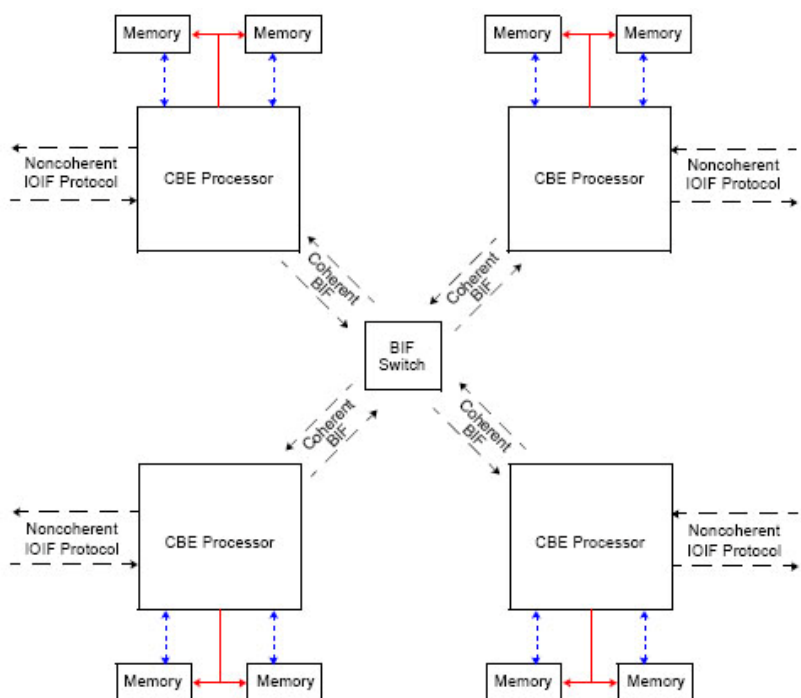 Memory
Memory
Memory
Memory
Noncoherent
IOIF Protocol
CBE Processor
CBE Processor
Noncoherent
IOIF Protocol
Coherent
BIF
Coherent
BIF
BIF
Switch
Coherent
BIF
Coherent
BIF
Noncoherent
IOIF Protocol
CBE Processor
CBE Processor
Noncoherent
IOIF Protocol
Memory
Memory
Memory
Memory